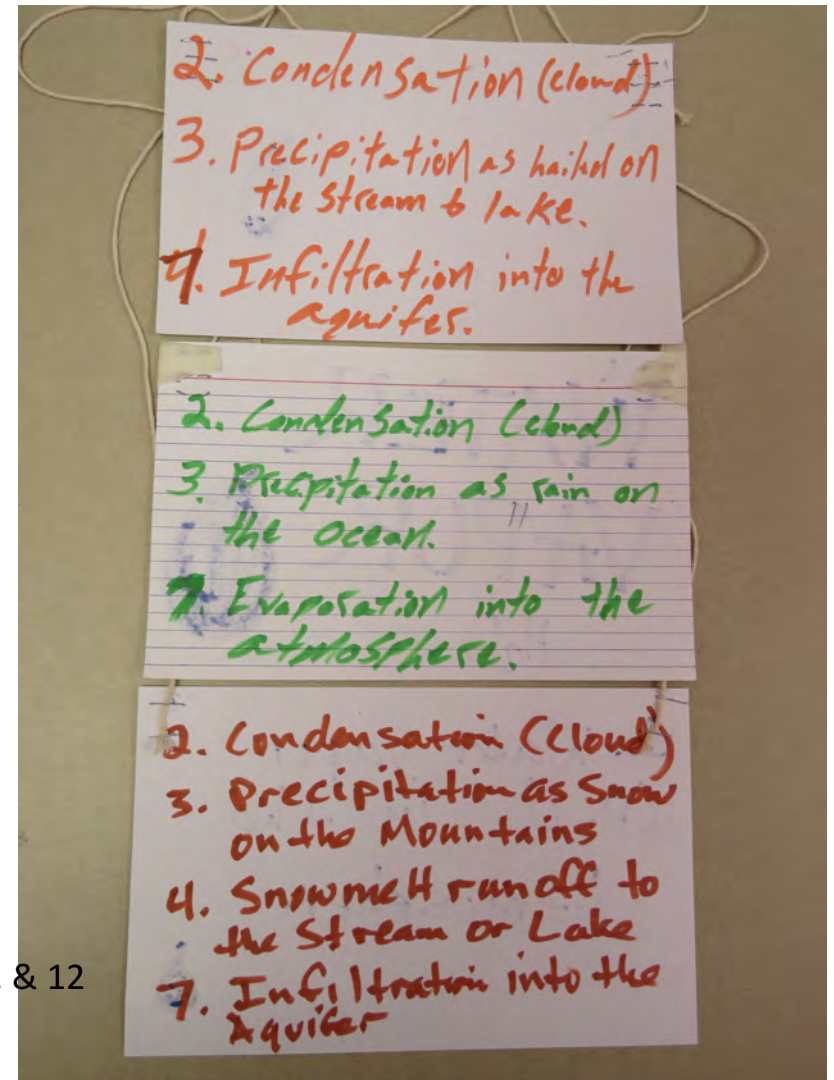 2. Condensation (cloud)
3. Precipitation as hailed on
the stream to lake.
4. Infiltration into the
aquifer.
2. Condensation (cloud)
3. Precipitation as rain on
the ocean.
7. Evaporation into the
atmosphere.
2. Condensation (Cloud)
3. Precipitation as Snow
on the Mountains
4. Snowmelt runoff to
the Stream or Lake
7. Infiltration into the
Aquifer
& 12